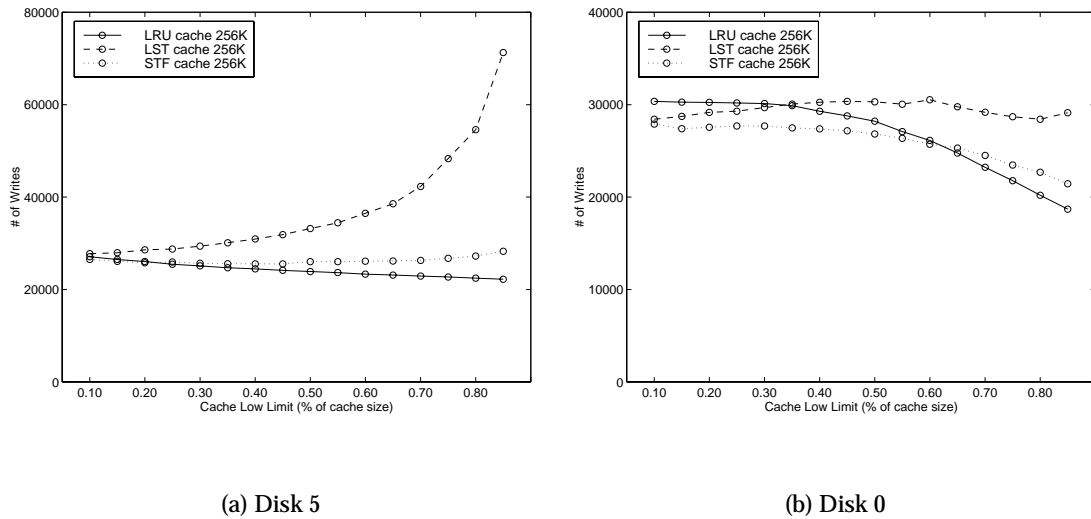 LRU cache 256K
LST cache 256K
STF cache 256K
80000
60000
40000
20000
0
# of Writes
0.10 0.20 0.30 0.40 0.50 0.60 0.70 0.80
Cache Low Limit (% of cache size)
(a) Disk 5
LRU cache 256K
LST cache 256K
STF cache 256K
40000
30000
20000
10000
0
# of Writes
0.10 0.20 0.30 0.40 0.50 0.60 0.70 0.80
Cache Low Limit (% of cache size)
(b) Disk 0